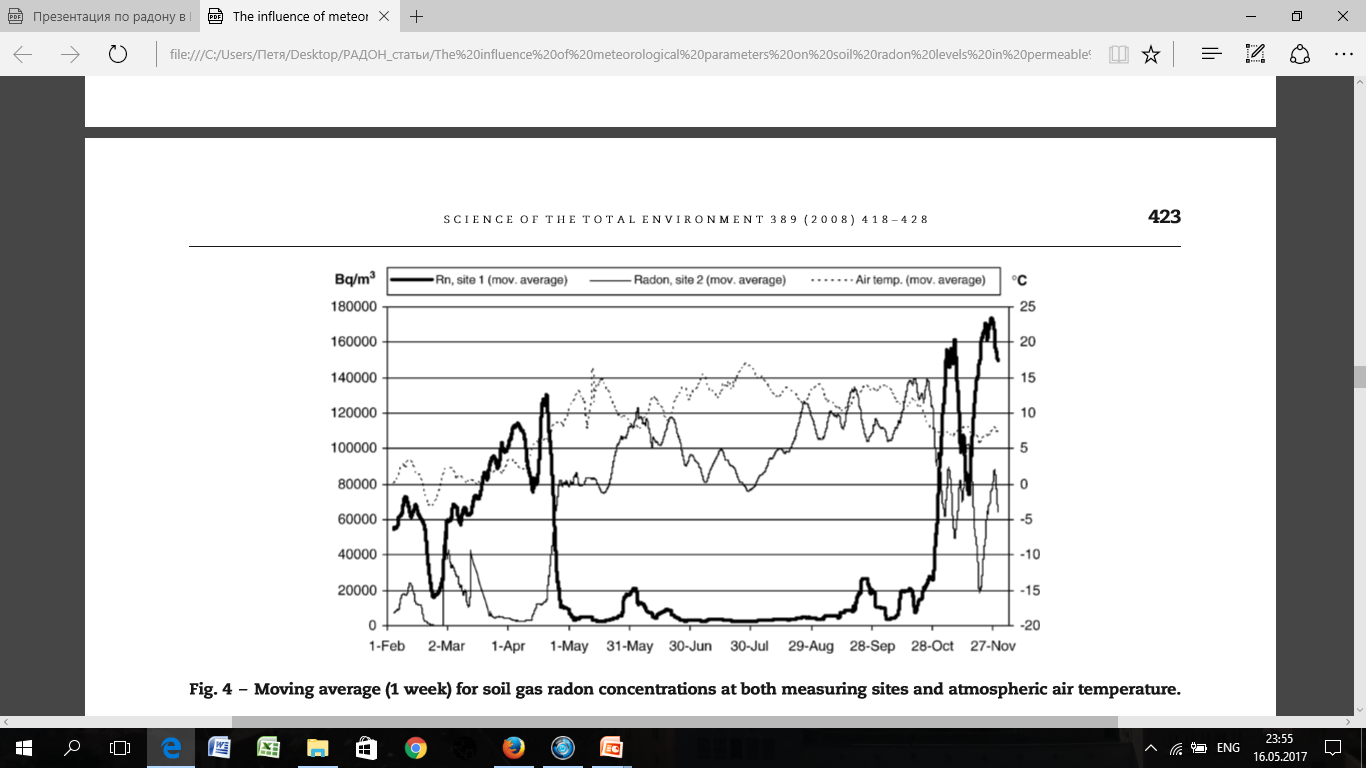 Презентация по радону в
The influence of meteor
file:///C:/Users/Петя/Desktop/РАДОН_статьи/The%20influence%20of%20meteorological%20parameters%20on%20soil%20radon%20levels%20in%20permeable%
SCIENCE OF THE TOTAL ENVIRONMENT 389 (2008) 418–428
423
Bq/m³
Rn, site 1 (mov. average)
Radon, site 2 (mov. average)
Air temp. (mov. average)
°C
180000 25
160000 20
140000 15
120000 10
100000 5
80000 0
60000 -5
40000 -10
20000 -15
0 -20
1-Feb 2-Mar 1-Apr 1-May 31-May 30-Jun 30-Jul 29-Aug 28-Sep 28-Oct 27-Nov
Fig. 4 – Moving average (1 week) for soil gas radon concentrations at both measuring sites and atmospheric air temperature.
ENG
23:55
16.05.2017